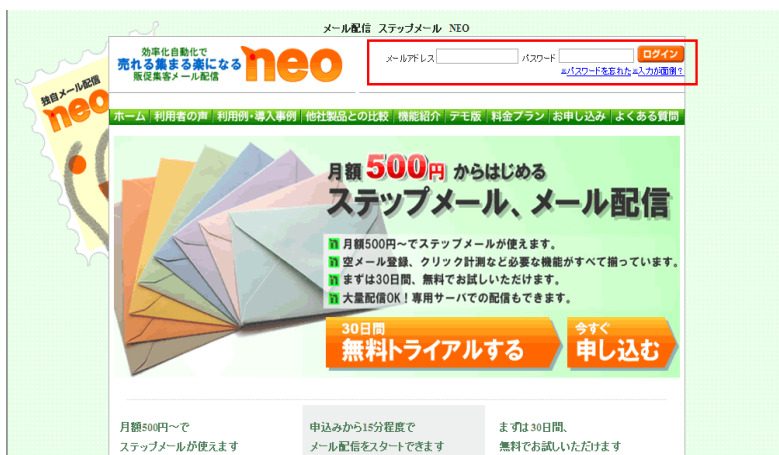 メール配信 ステップメール NEO
独自メール配信
neo
効率化自動化で
売れる集まる楽になる
販促集客メール配信
neo
メールアドレス パスワード ログイン
»パスワードを忘れた »入力が面倒?
ホーム 利用者の声 利用例・導入事例 他社製品との比較 機能紹介 デモ版 料金プラン お申し込み よくある質問
月額500円からはじめる
ステップメール、メール配信
月額500円~でステップメールが使えます。
空メール登録、クリック計測など必要な機能がすべて揃っています。
まずは30日間、無料でお試しいただけます。
大量配信OK!専用サーバでの配信もできます。
30日間
無料トライアルする
今すぐ
申し込む
月額500円~で
ステップメールが使えます
申込みから15分程度で
メール配信をスタートできます
まずは30日間、
無料でお試しいただけます